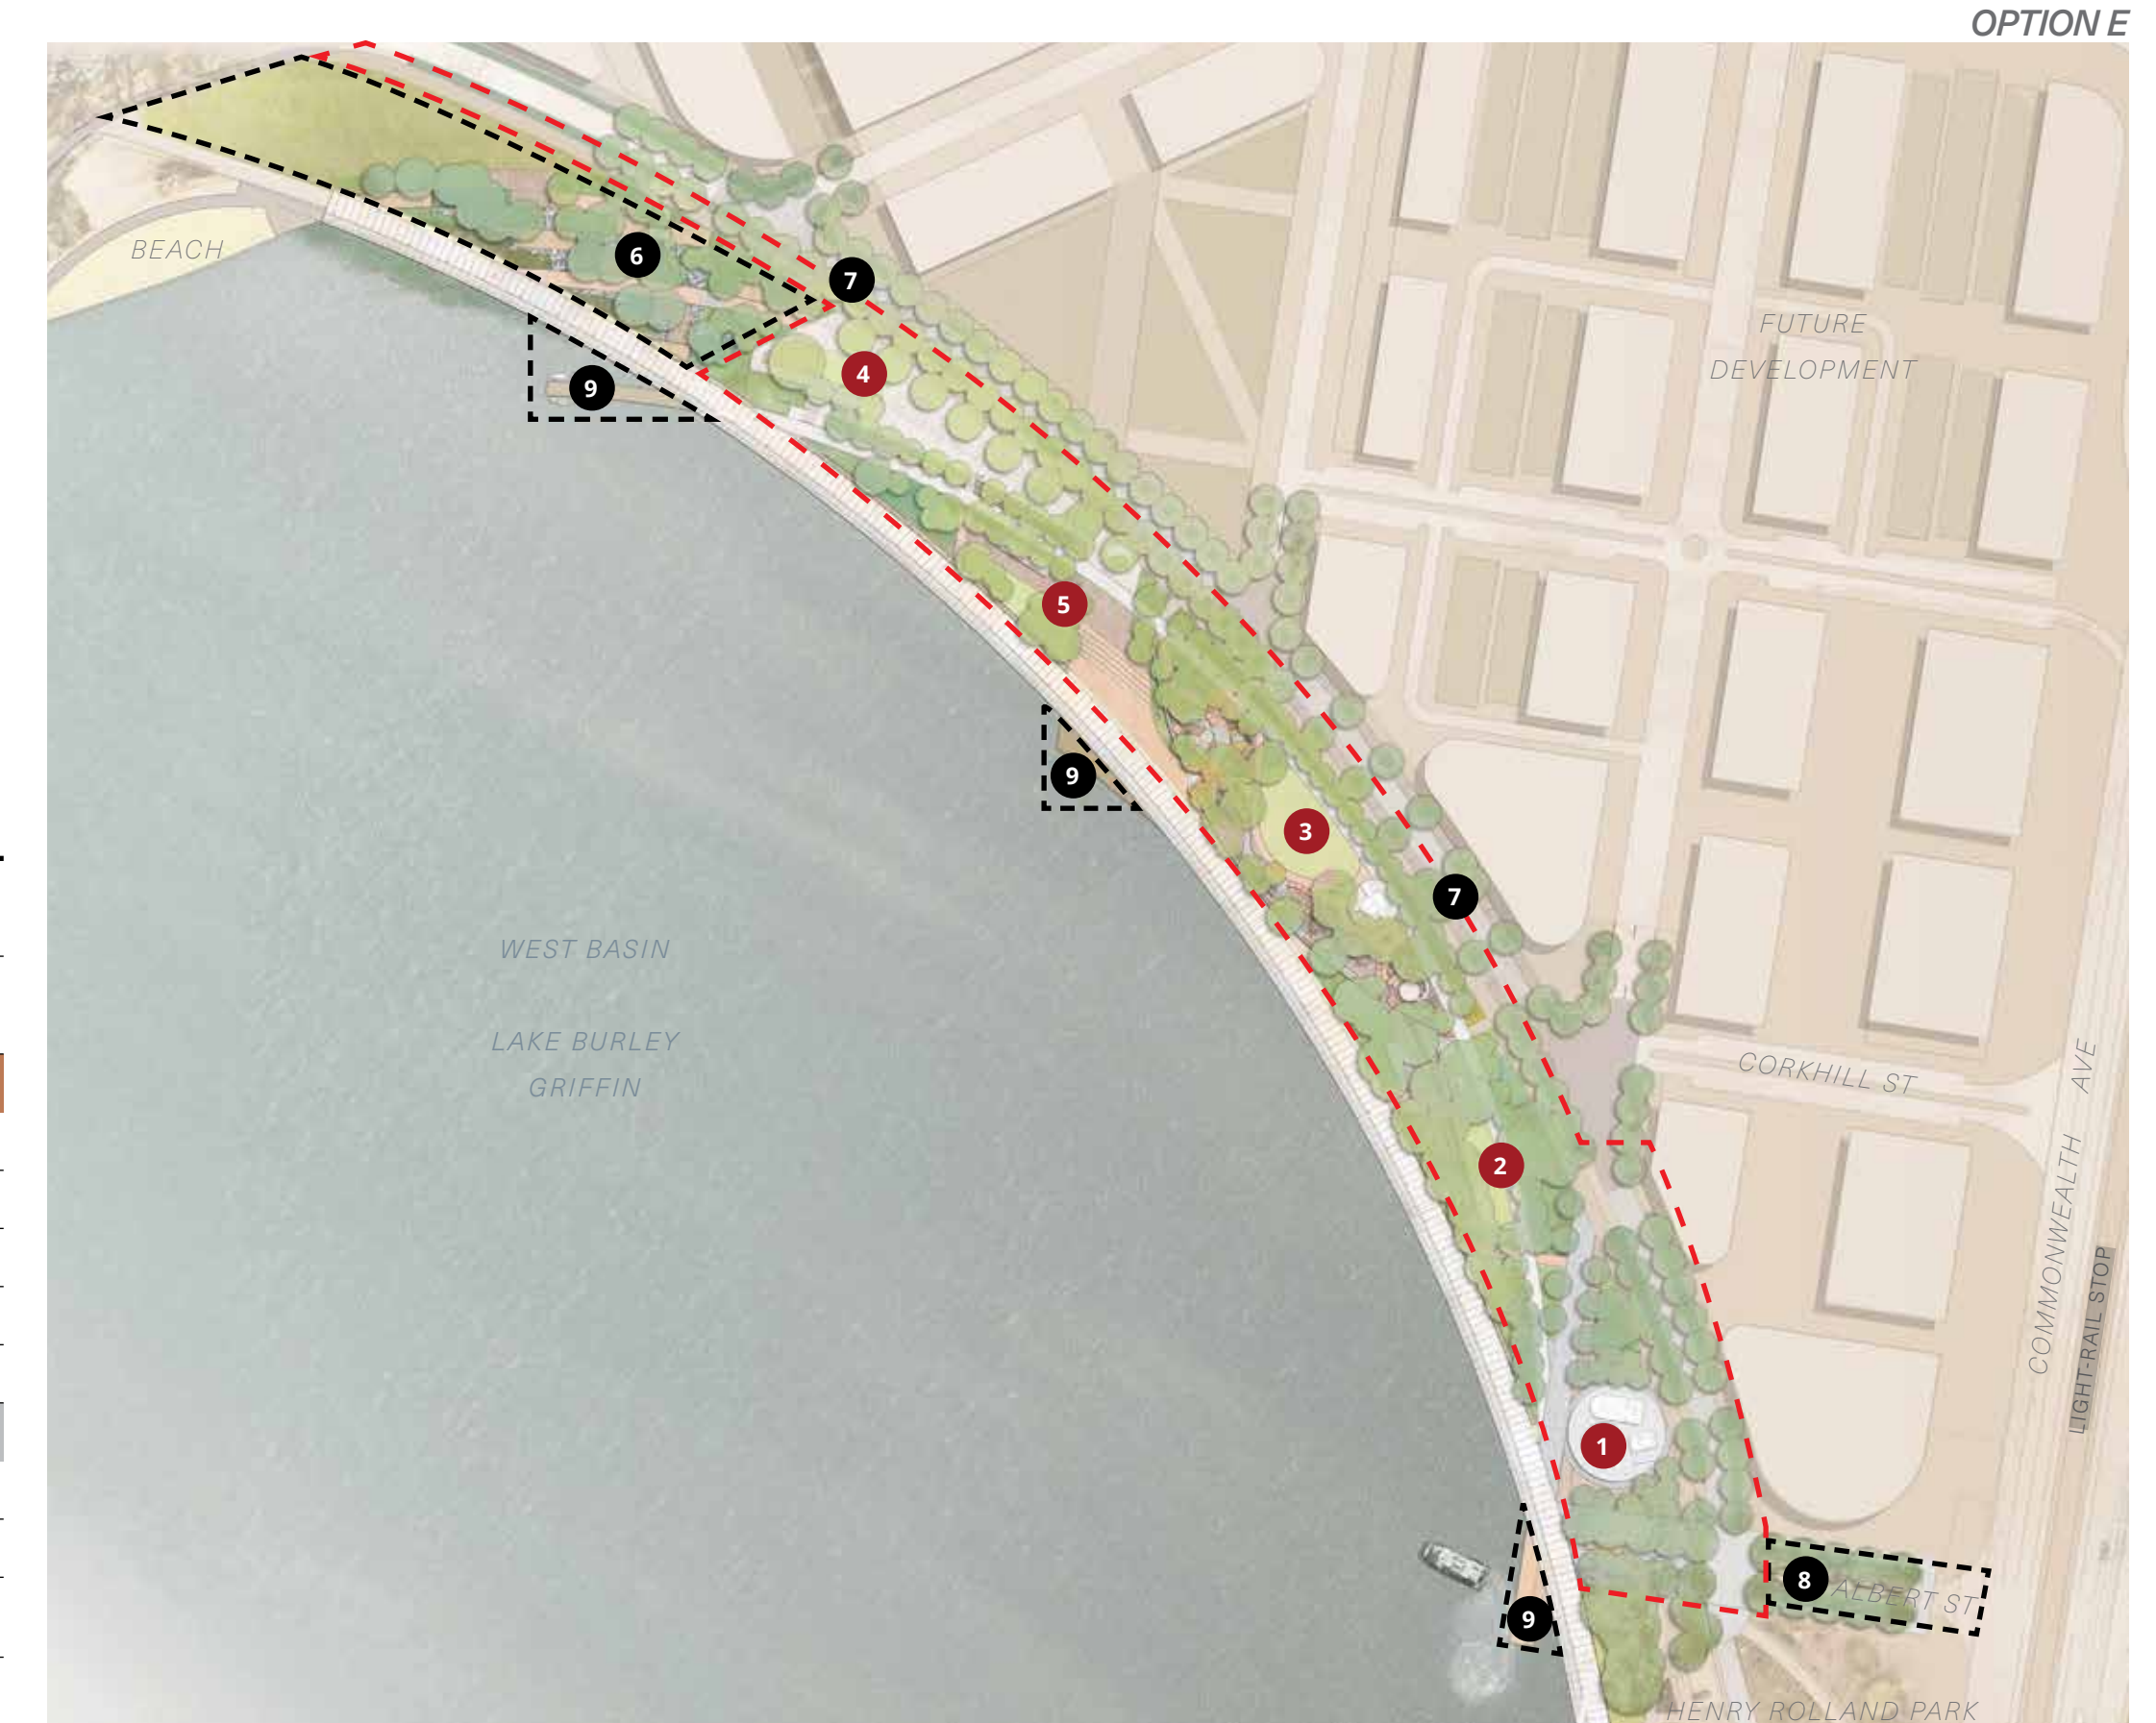 OPTION E
BEACH
6
7
9
4
FUTURE
DEVELOPMENT
5
9
3
7
WEST BASIN
LAKE BURLEY
GRIFFIN
CORKHILL ST
COMMONWEALTH AVE
LIGHT-RAIL STOP
2
1
9
8
ALBERT ST
HENRY ROLLAND PARK